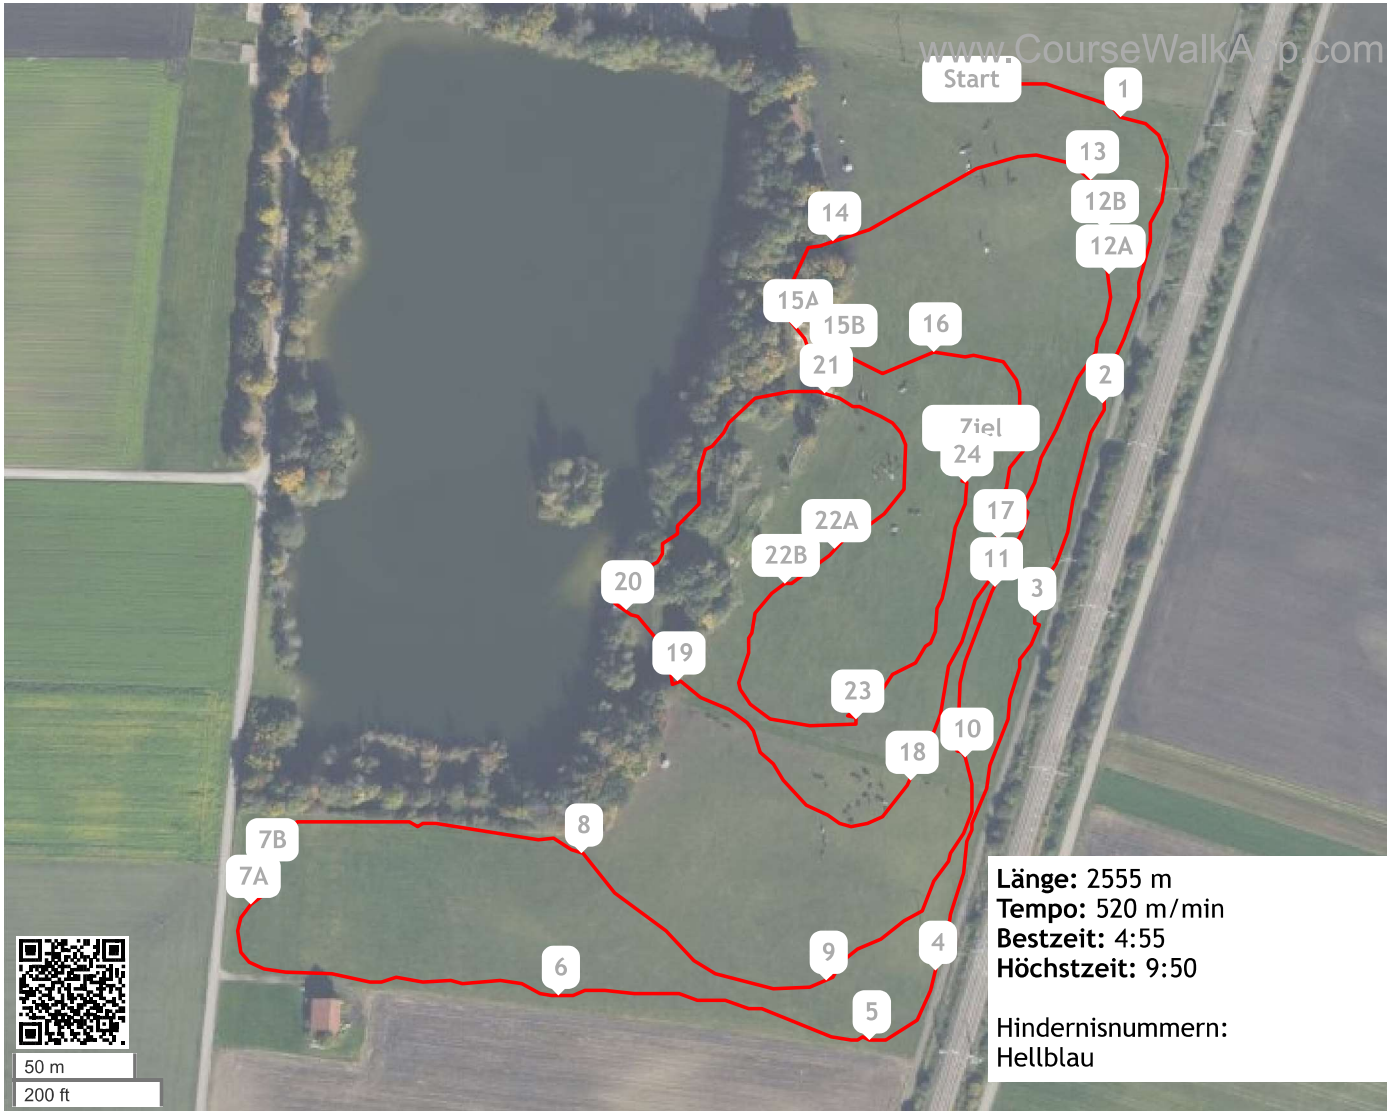 www.CourseWalkApp.com
Start
1
13
12B
14
12A
15A
15B
16
21
2
Ziel
24
17
22A
22B
11
20
3
19
23
10
18
8
7B
7A
9
4
6
5
Länge: 2555 m
Tempo: 520 m/min
Bestzeit: 4:55
Höchstzeit: 9:50
Hindernisnummern:
Hellblau
50 m
200 ft